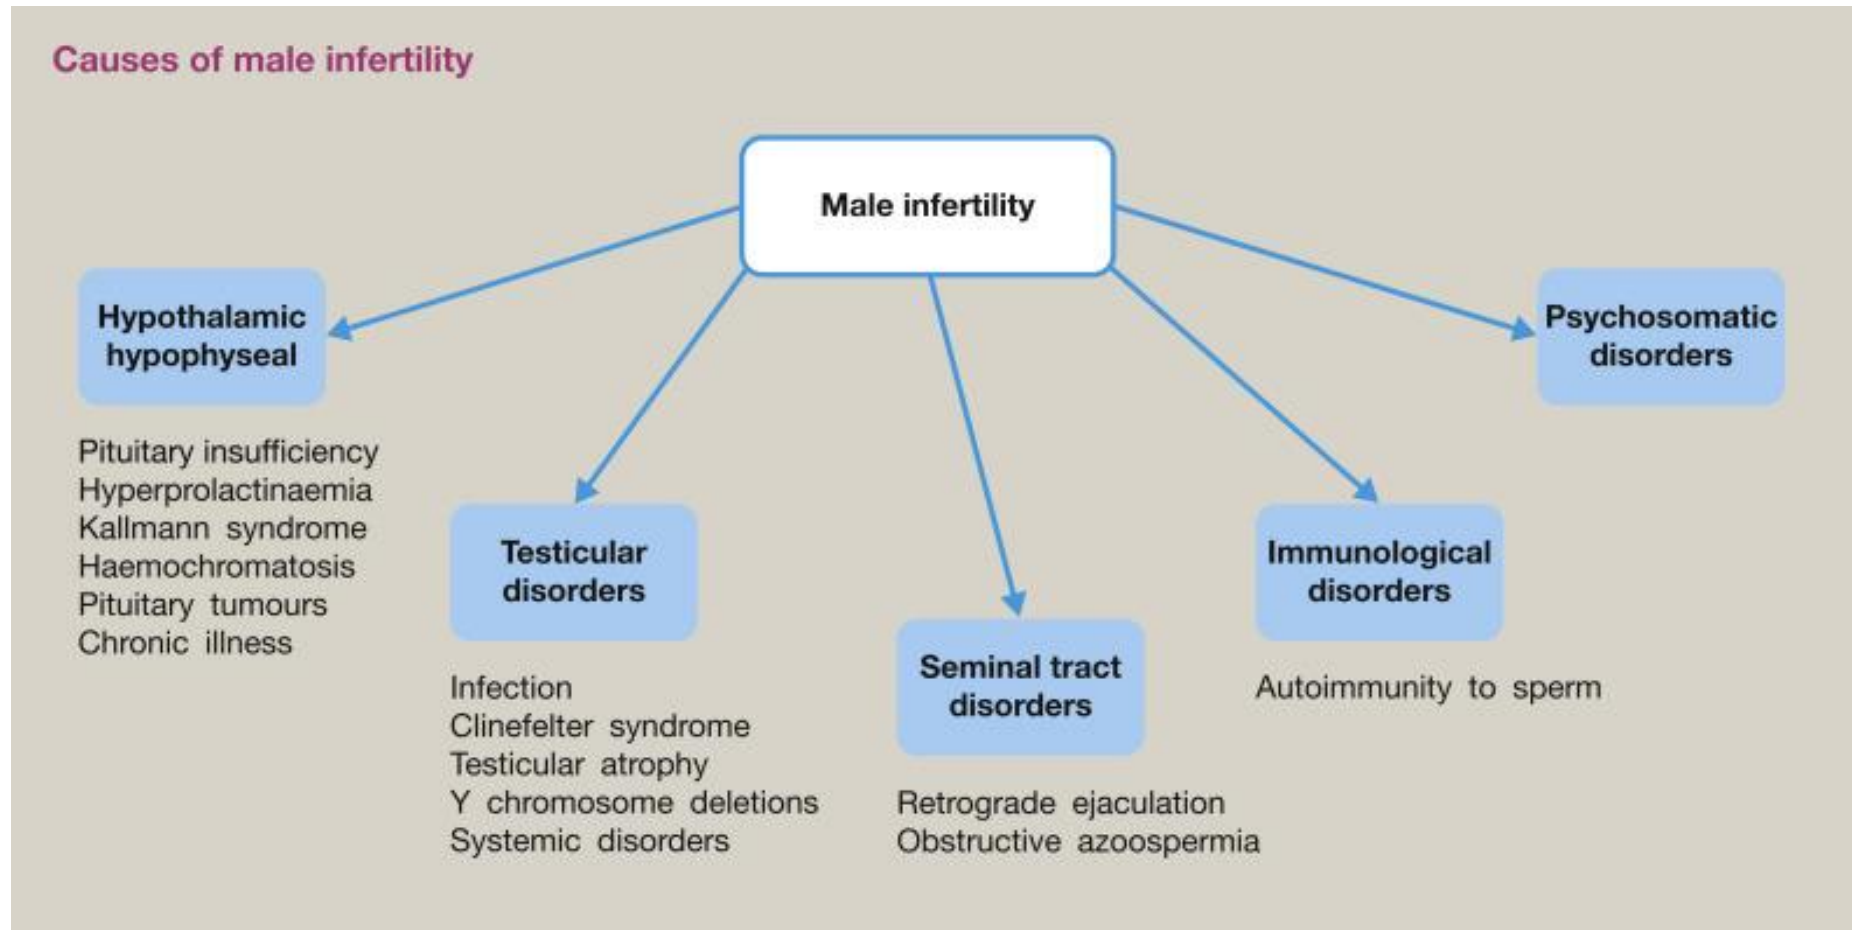 Causes of male infertility
Male infertility
Hypothalamic
hypophyseal
Pituitary insufficiency
Hyperprolactinaemia
Kallmann syndrome
Haemochromatosis
Pituitary tumours
Chronic illness
Testicular
disorders
Infection
Clinefelter syndrome
Testicular atrophy
Y chromosome deletions
Systemic disorders
Seminal tract
disorders
Retrograde ejaculation
Obstructive azoospermia
Immunological
disorders
Autoimmunity to sperm
Psychosomatic
disorders